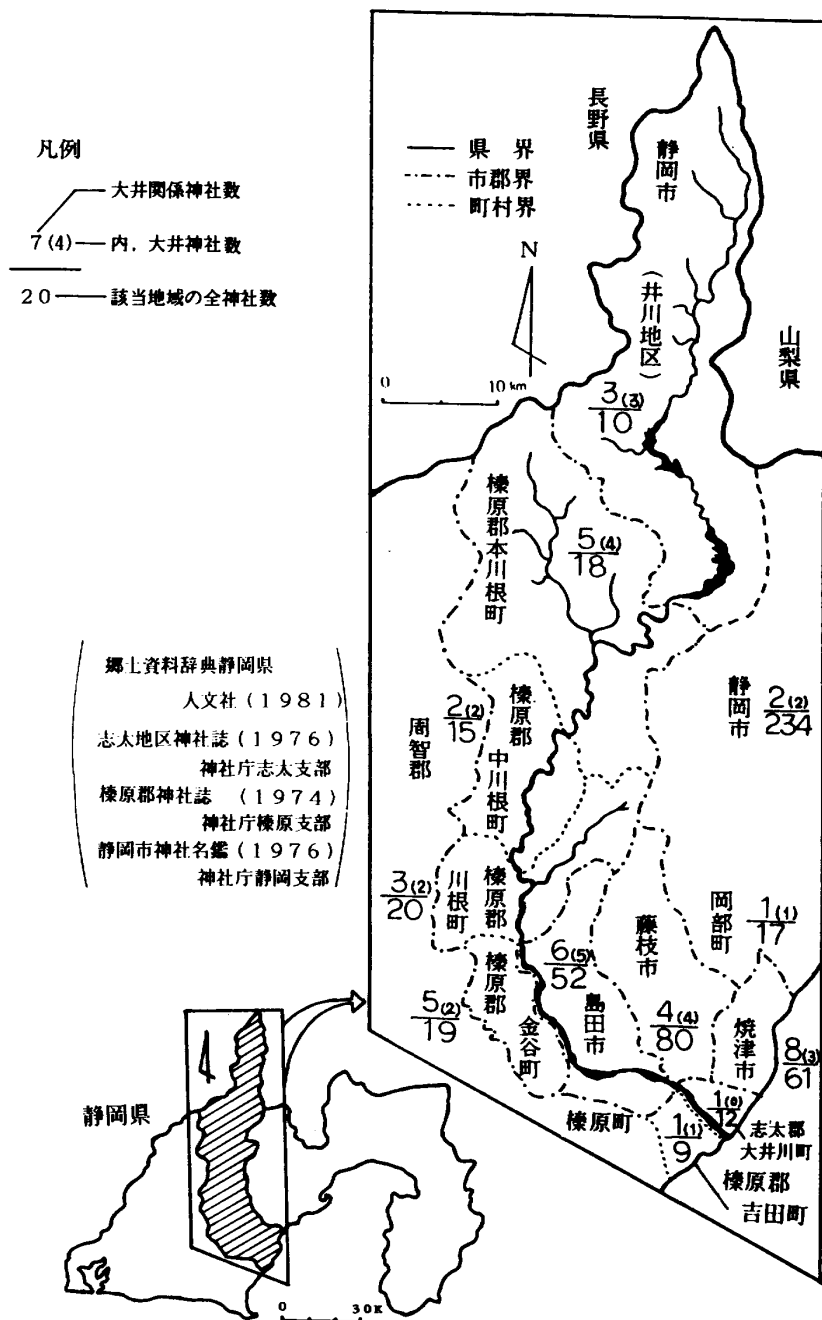 凡例
大井関係神社数
7(4) 内，大井神社数
20 該当地域の全神社数
県界
市郡界
町村界
N
0 10km
長野県
静岡市
(井川地区)
山梨県
3(3)
10
榛原郡本川根町
5(4)
18
静岡市
2(2)
234
周智郡
2(2)
15
榛原郡
中川根町
3(2)
20
川根町
榛原郡
5(2)
19
榛原郡
金谷町
6(5)
52
島田市
藤枝市
4(4)
80
岡部町
1(1)
17
焼津市
8(3)
61
1(0)
12
志太郡
大井川町
榛原町
1(1)
9
榛原郡
吉田町
郷土資料辞典静岡県
人文社(1981)
志太地区神社誌(1976)
神社庁志太支部
榛原郡神社誌 (1974)
神社庁榛原支部
静岡市神社名鑑(1976)
神社庁静岡支部
静岡県
0 30K